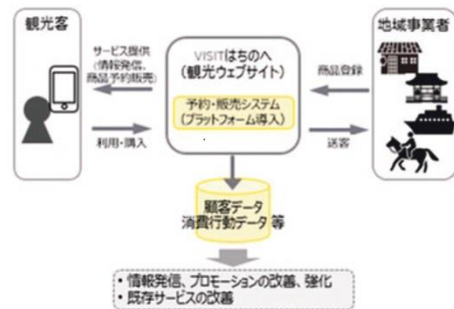 観光客
サービス提供
(情報発信、
商品予約販売)
利用・購入
VISITはちのへ
(観光ウェブサイト)
予約・販売システム
(プラットフォーム導入)
地域事業者
商品登録
送客
顧客データ
消費行動データ 等
・情報発信、プロモーションの改善、強化
・既存サービスの改善